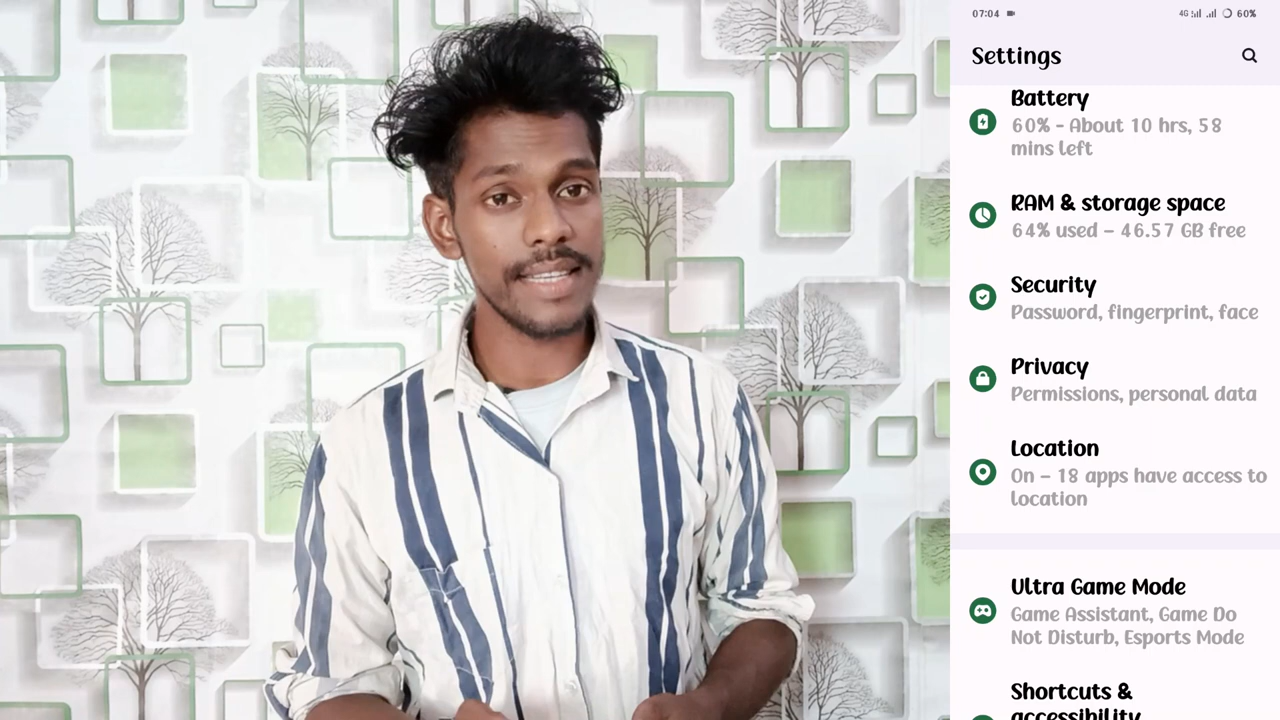 07:04
4G 60%
Settings
Battery
60% - About 10 hrs, 58
mins left
RAM & storage space
64% used – 46.57 GB free
Security
Password, fingerprint, face
Privacy
Permissions, personal data
Location
On – 18 apps have access to
location
Ultra Game Mode
Game Assistant, Game Do
Not Disturb, Esports Mode
Shortcuts &
accessibility